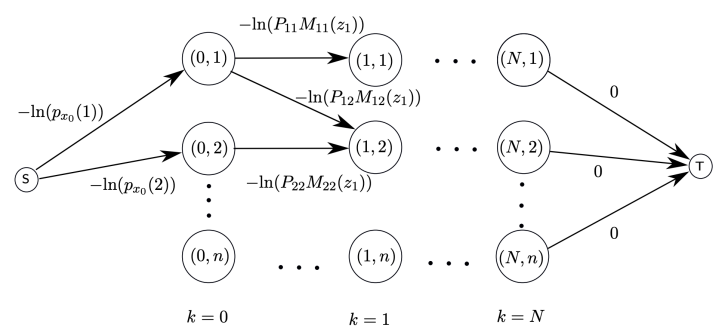 −ln(P₁₁M₁₁(z₁))
(0, 1) (1, 1) · · · (N, 1)
−ln(pₓ₀(1)) −ln(P₁₂M₁₂(z₁)) 0
(0, 2) (1, 2) · · · (N, 2)
S −ln(pₓ₀(2)) −ln(P₂₂M₂₂(z₁)) 0 T
(0, n) · · · (1, n) · · · (N, n) 0
k = 0 k = 1 k = N